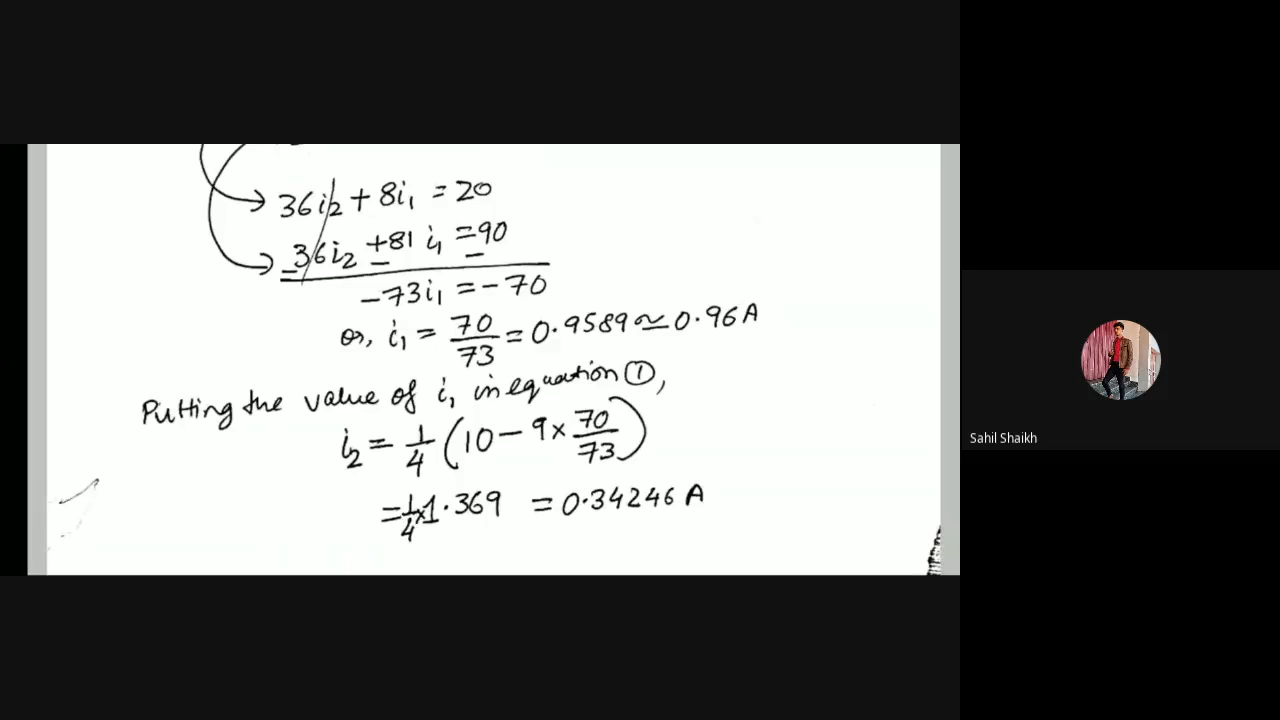 36i₂ + 8i₁ = 20
36i₂ + 81 i₁ = 90
− − −
−73i₁ = −70
or, i₁ = 70/73 = 0.9589 ≃ 0.96 A
Putting the value of i₁ in equation ①,
i₂ = 1/4 (10 − 9 × 70/73)
= 1/4 × 1.369 = 0.34246 A
Sahil Shaikh